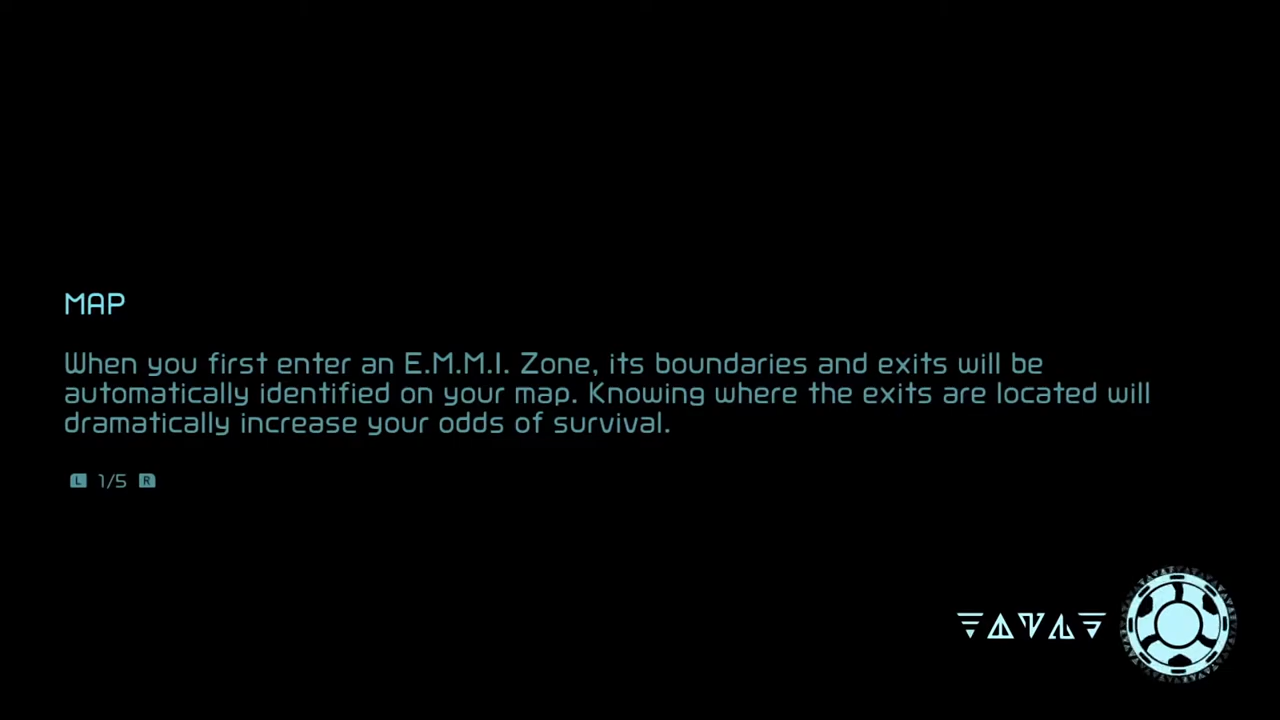 MAP
When you first enter an E.M.M.I. Zone, its boundaries and exits will be
automatically identified on your map. Knowing where the exits are located will
dramatically increase your odds of survival.
L 1/5 R